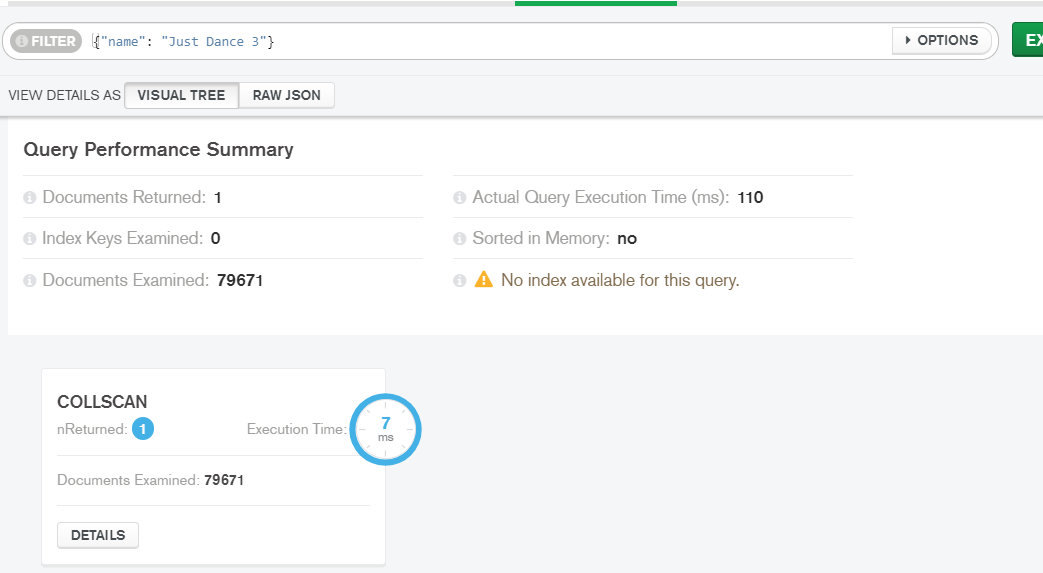 FILTER {"name": "Just Dance 3"} OPTIONS EX
VIEW DETAILS AS VISUAL TREE RAW JSON
Query Performance Summary
Documents Returned: 1 Actual Query Execution Time (ms): 110
Index Keys Examined: 0 Sorted in Memory: no
Documents Examined: 79671 No index available for this query.
COLLSCAN
nReturned: 1 Execution Time: 7 ms
Documents Examined: 79671
DETAILS